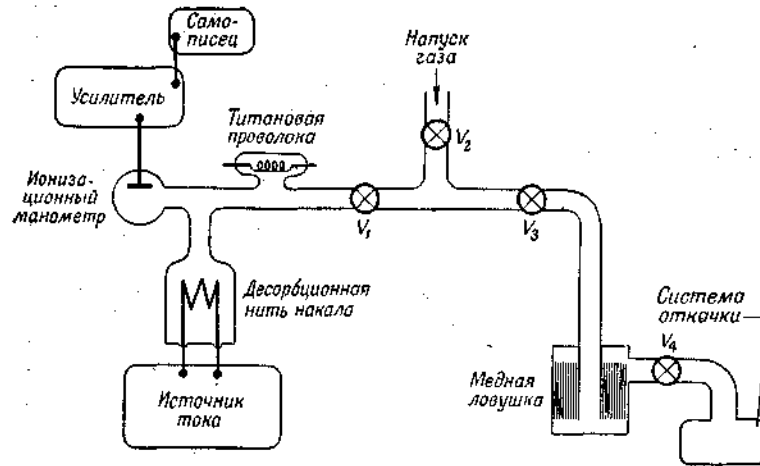 Само-
писец
Усилитель
Титановая
проволока
Напуск
газа
V₂
Иониза-
ционный
манометр
V₁
V₃
Десорбционная
нить накала
Система
откачки
V₄
Медная
ловушка
Источник
тока